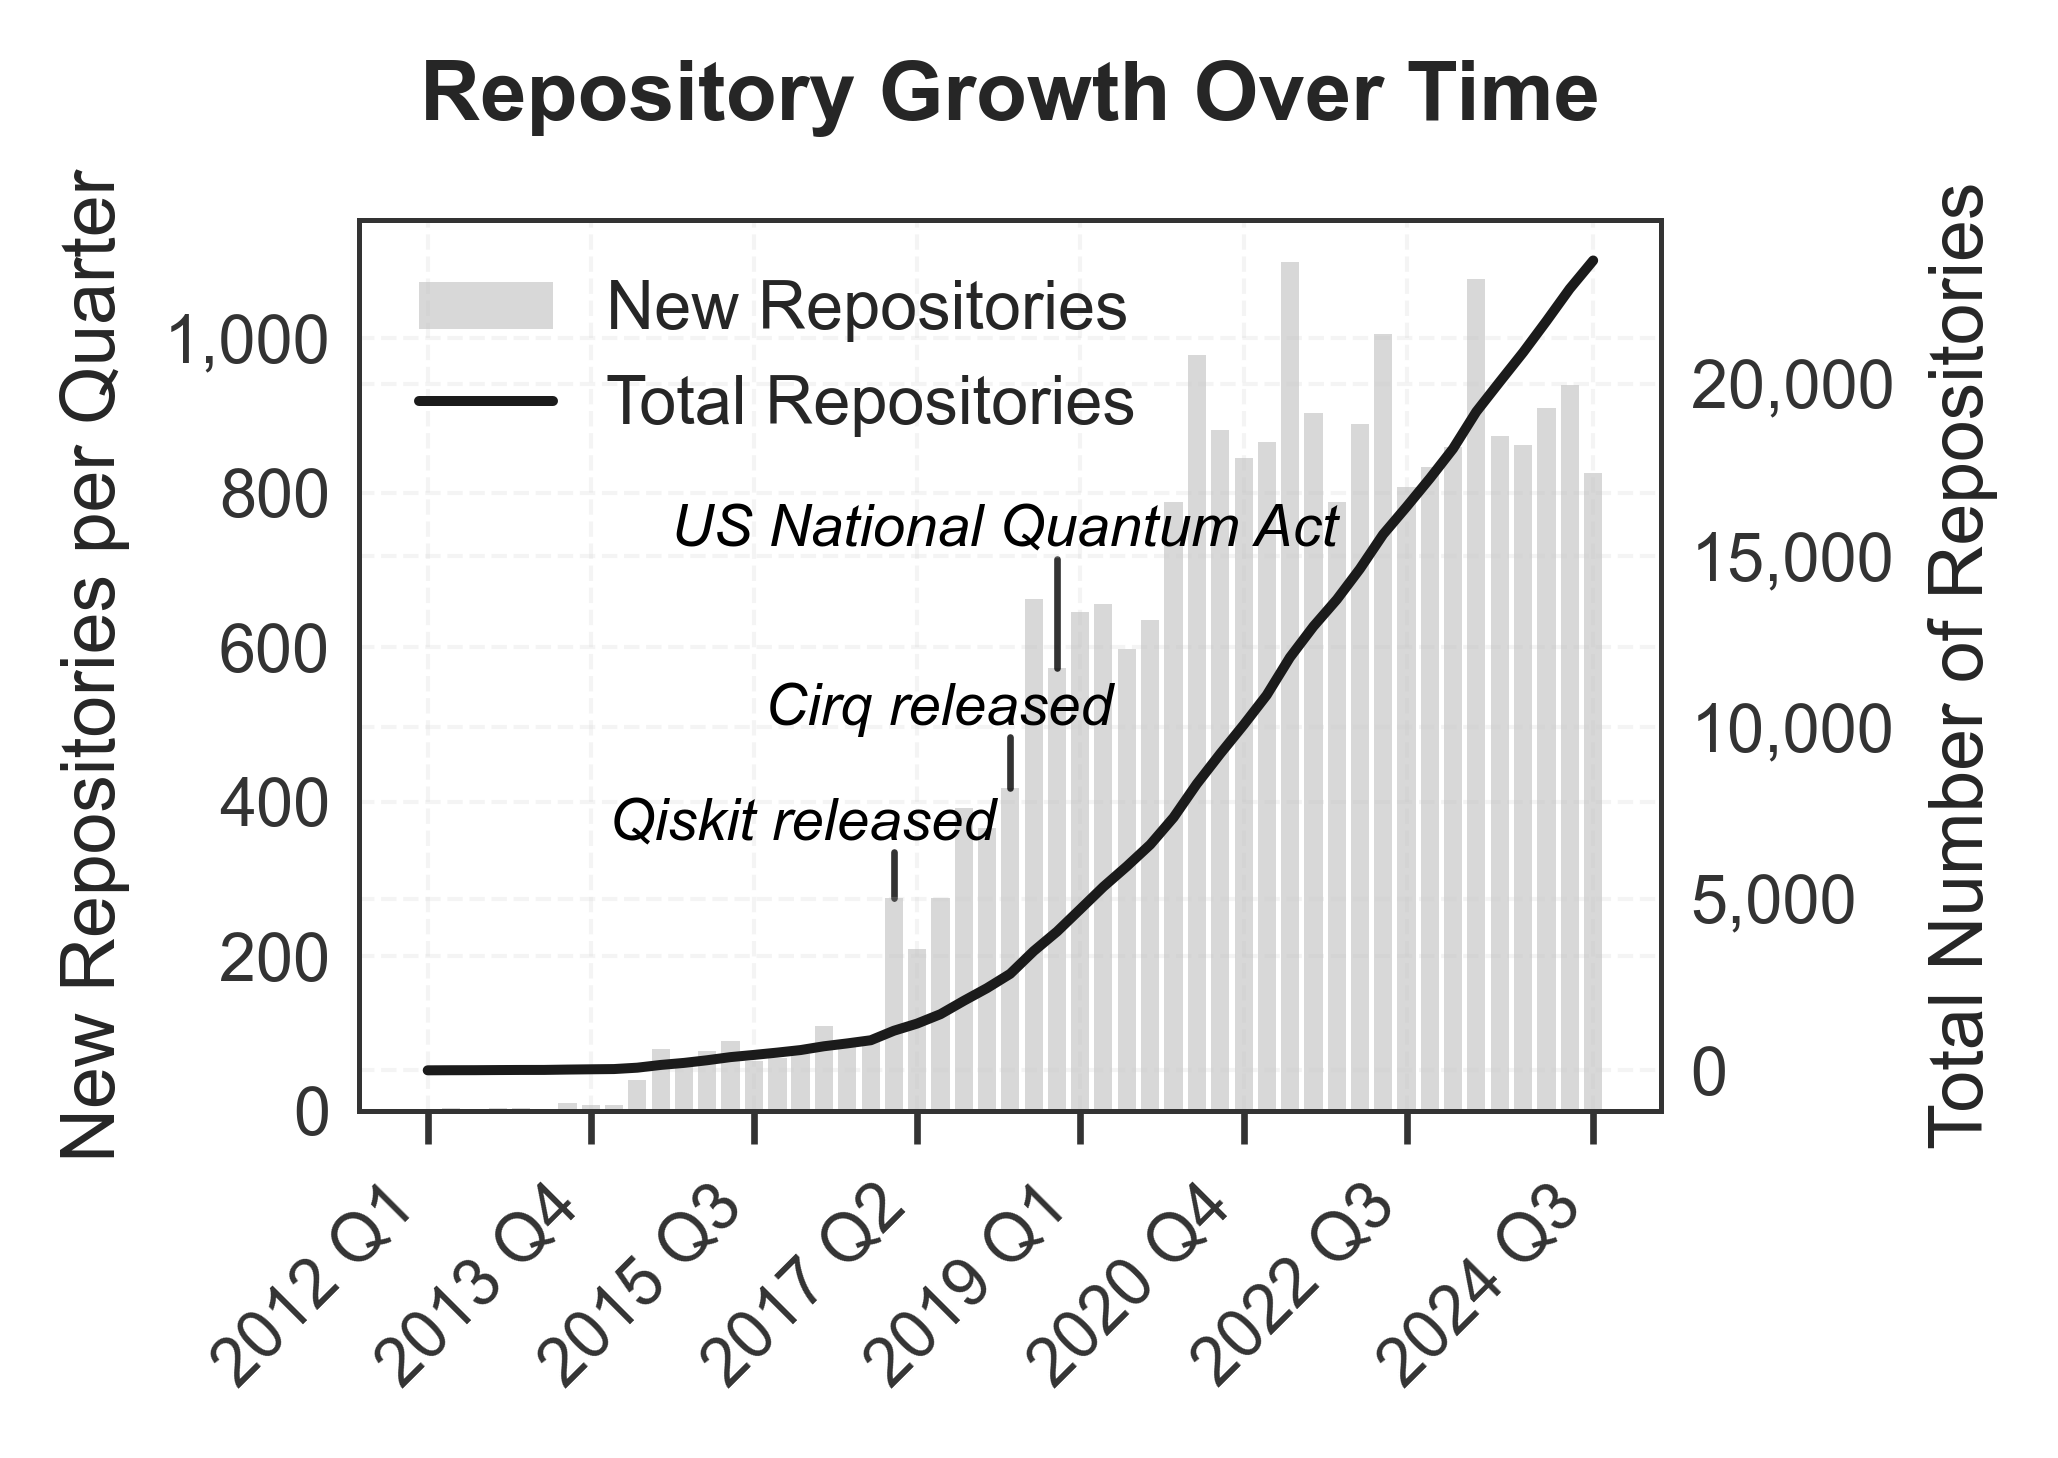 Repository Growth Over Time
New Repositories per Quarter
1,000
800
600
400
200
0
New Repositories
Total Repositories
US National Quantum Act
Cirq released
Qiskit released
20,000
15,000
10,000
5,000
0
Total Number of Repositories
2012 Q1
2013 Q4
2015 Q3
2017 Q2
2019 Q1
2020 Q4
2022 Q3
2024 Q3